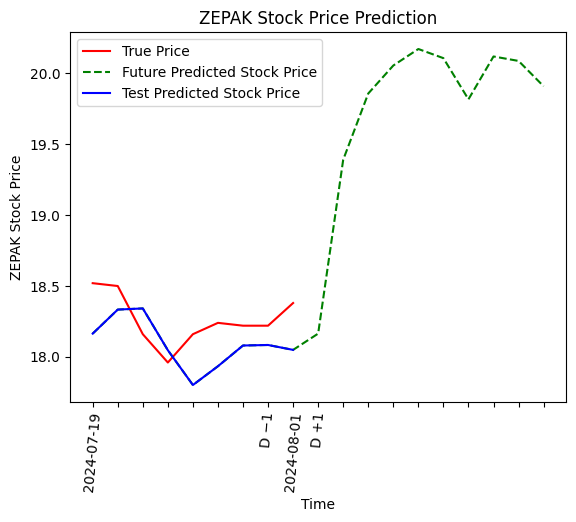 ZEPAK Stock Price Prediction
True Price
Future Predicted Stock Price
Test Predicted Stock Price
ZEPAK Stock Price
20.0
19.5
19.0
18.5
18.0
2024-07-19
D −1
2024-08-01
D +1
Time